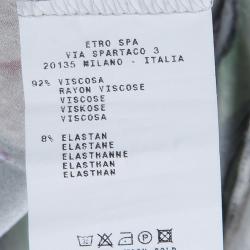 ETRO SPA
VIA SPARTACO 3
20135 MILANO - ITALIA
92% VISCOSA
RAYON VISCOSE
VISCOSE
VISKOSE
VISCOSA
8% ELASTAN
ELASTANE
ELASTHANNE
ELASTHAN
ELASTHAN